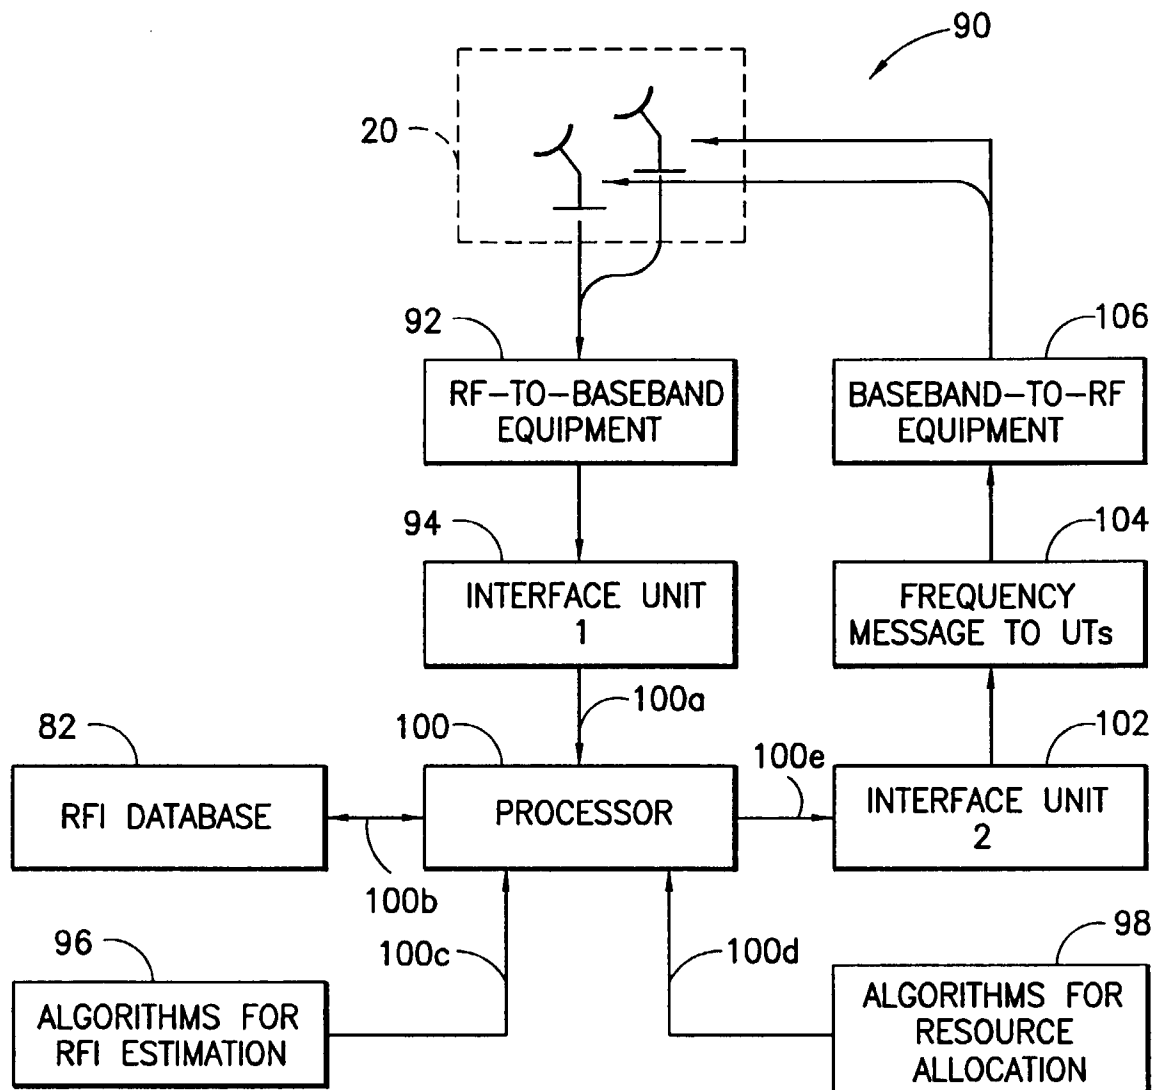 90
20
92
RF-TO-BASEBAND
EQUIPMENT
106
BASEBAND-TO-RF
EQUIPMENT
94
INTERFACE UNIT
1
104
FREQUENCY
MESSAGE TO UTs
100a
82
RFI DATABASE
100
PROCESSOR
100e
102
INTERFACE UNIT
2
100b
96
ALGORITHMS FOR
RFI ESTIMATION
100c
100d
98
ALGORITHMS FOR
RESOURCE
ALLOCATION